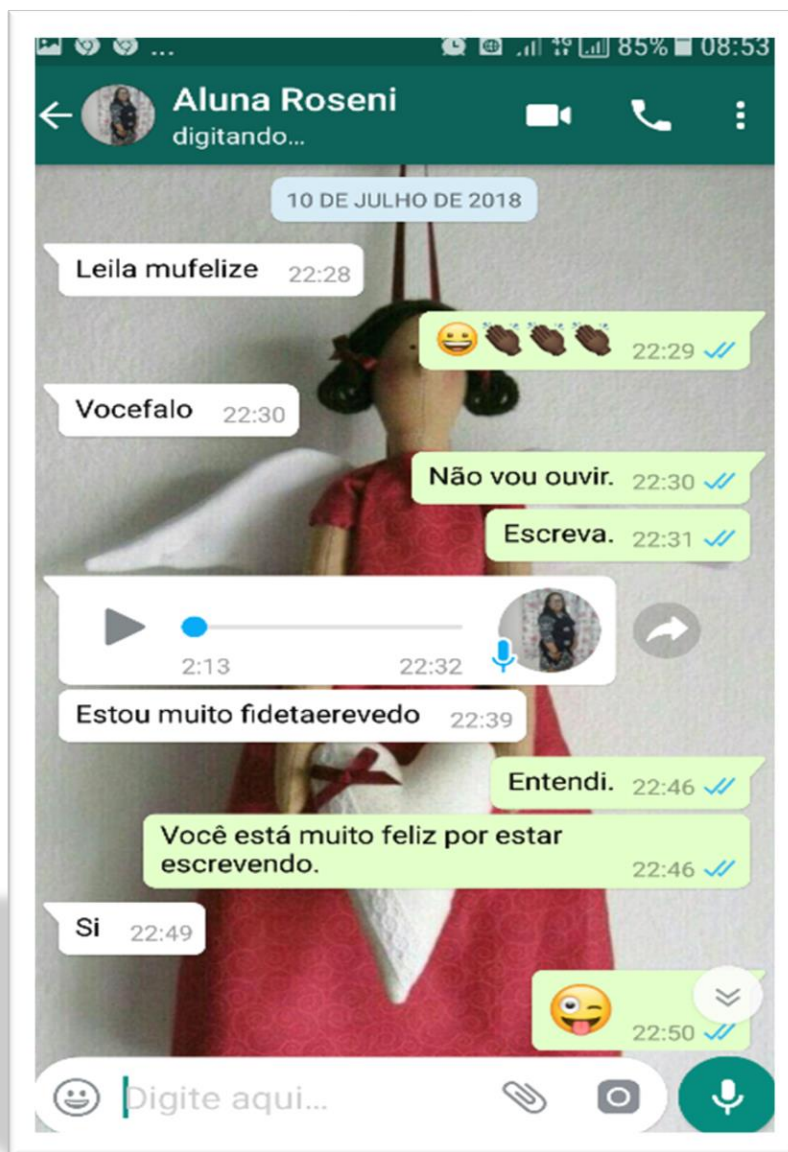 ... 4G 85% 08:53
Aluna Roseni
digitando...
10 DE JULHO DE 2018
Leila mufelize 22:28
22:29
Vocefalo 22:30
Não vou ouvir. 22:30
Escreva. 22:31
2:13 22:32
Estou muito fidetaerevedo 22:39
Entendi. 22:46
Você está muito feliz por estar
escrevendo. 22:46
Si 22:49
22:50
Digite aqui...